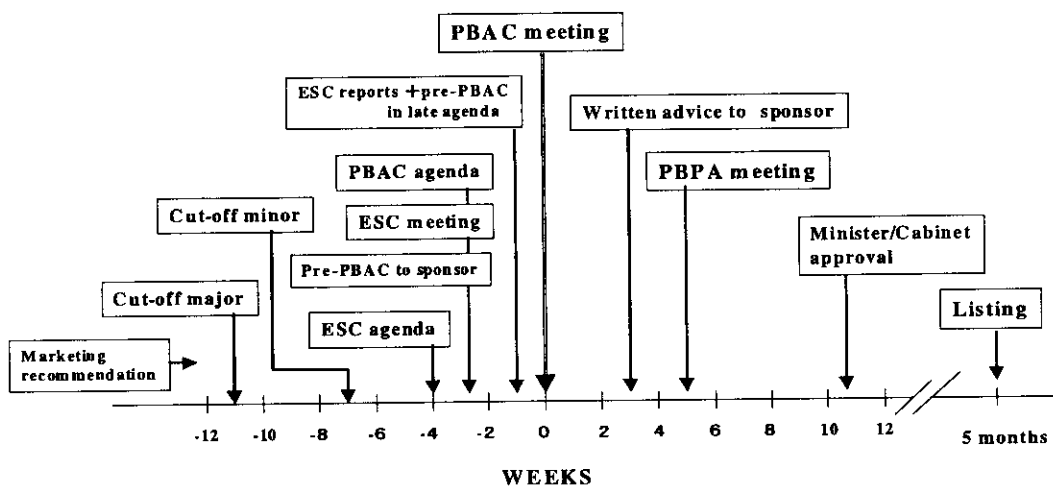 PBAC meeting
ESC reports +pre-PBAC
in late agenda
Written advice to sponsor
PBAC agenda
PBPA meeting
Cut-off minor
ESC meeting
Minister/Cabinet
approval
Pre-PBAC to sponsor
Cut-off major
Listing
ESC agenda
Marketing
recommendation
-12 -10 -8 -6 -4 -2 0 2 4 6 8 10 12 5 months
WEEKS